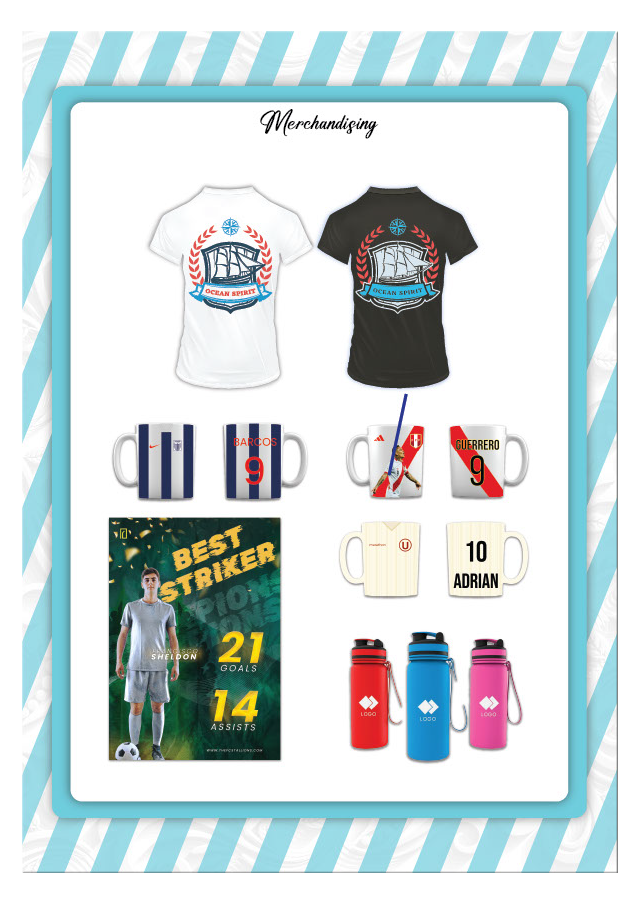 Merchandising
OCEAN SPIRIT
OCEAN SPIRIT
BARCOS
9
GUERRERO
9
BEST
STRIKER
SHELDON
21
GOALS
14
ASSISTS
marathon
U
10
ADRIAN
LOGO
LOGO
LOGO